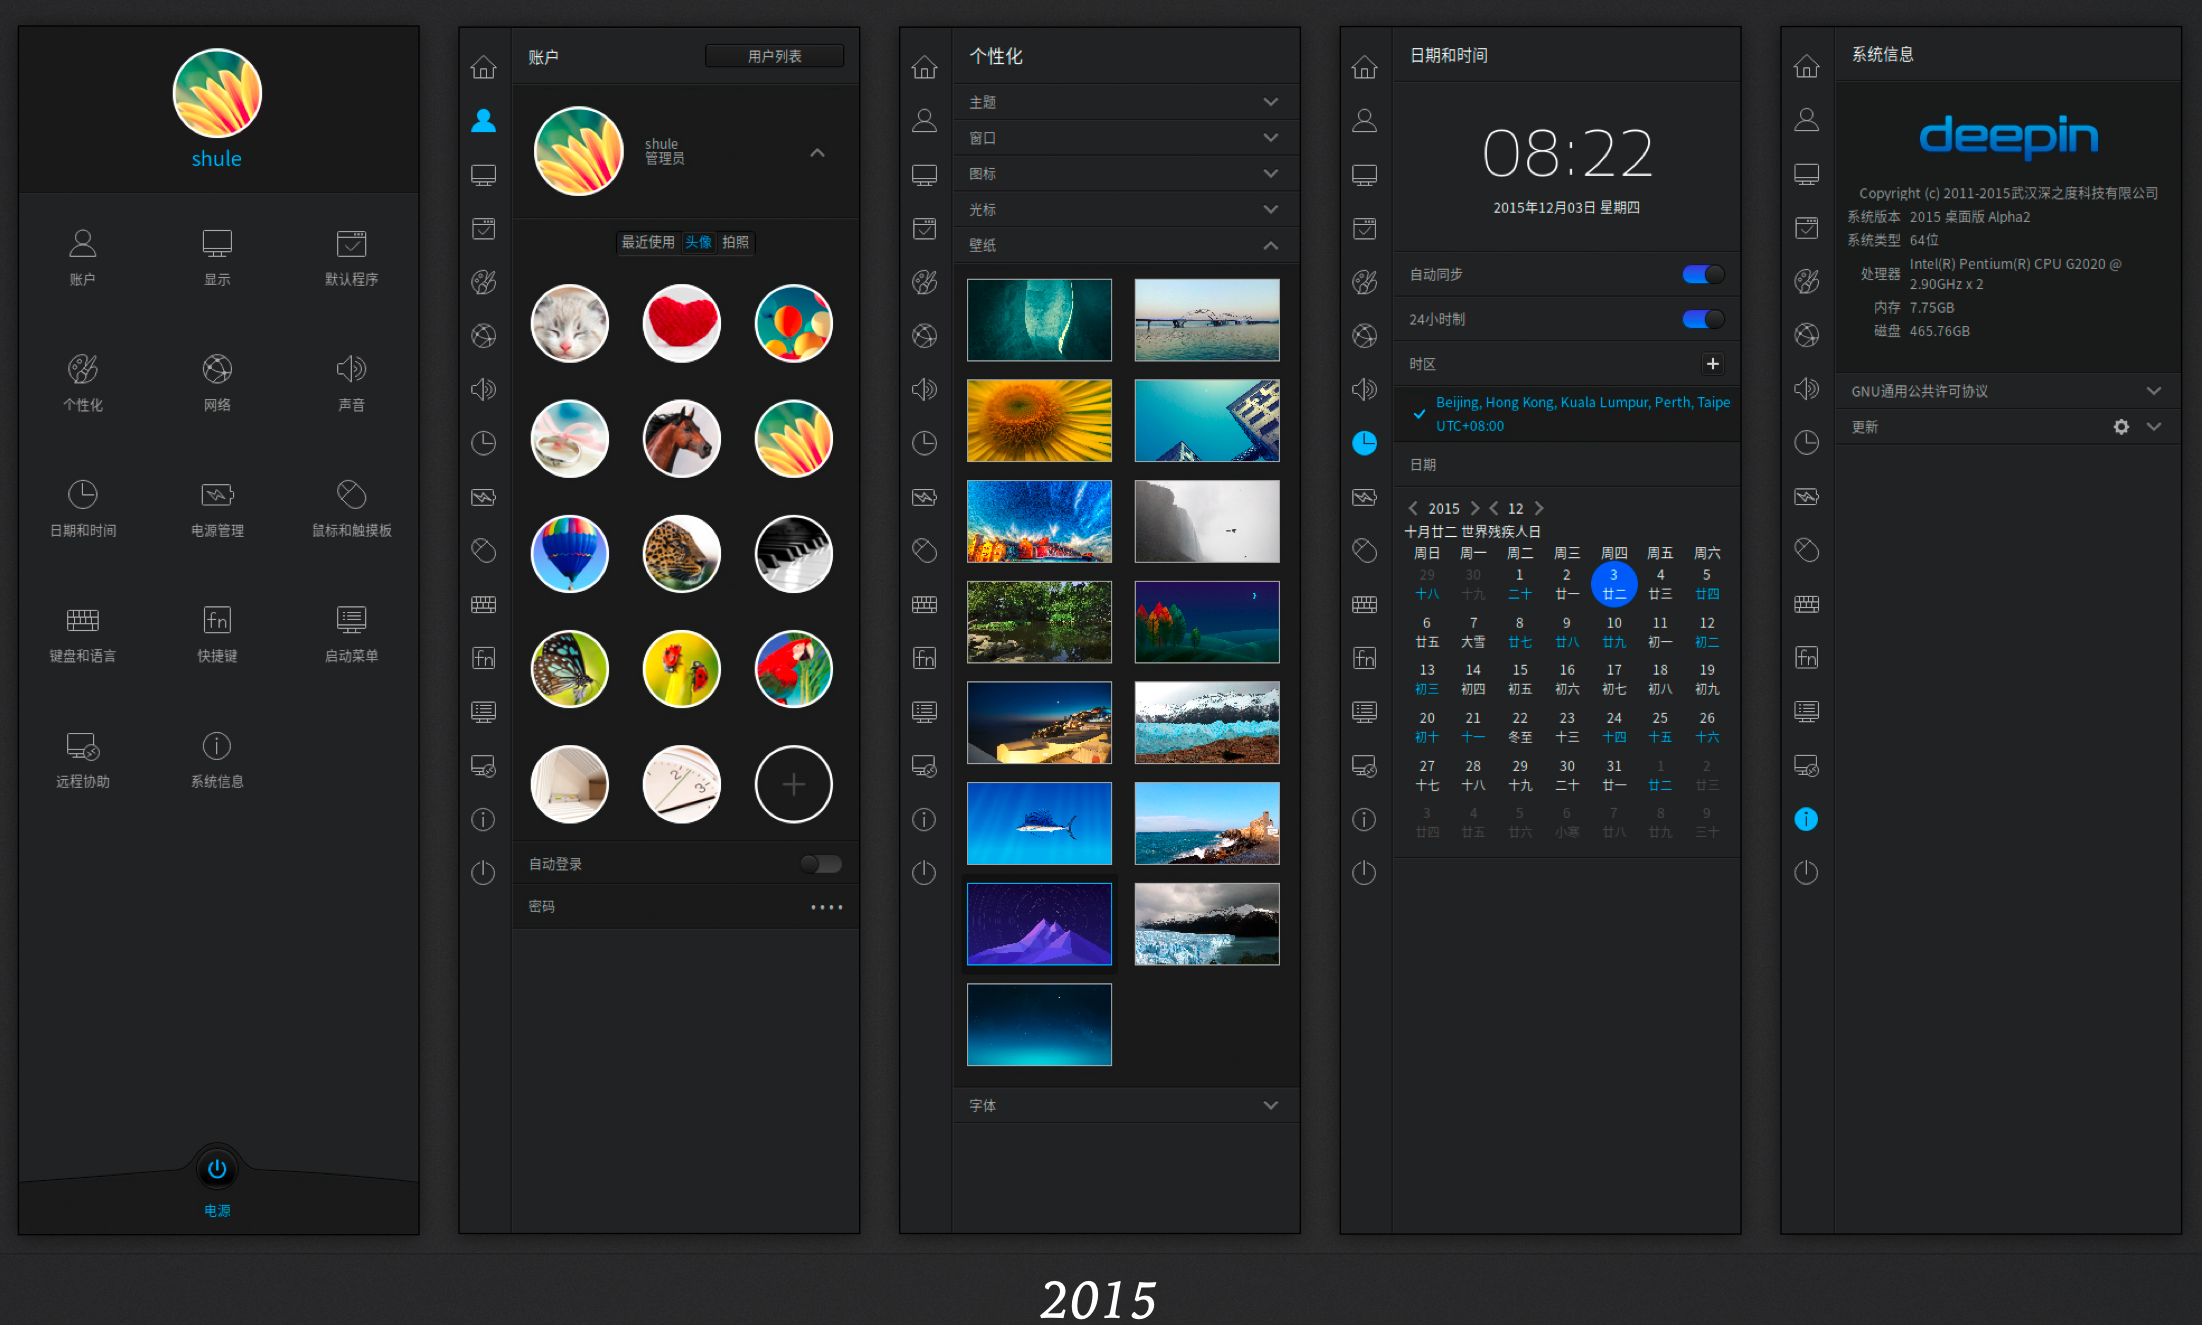 shule
账户 显示 默认程序
个性化 网络 声音
日期和时间 电源管理 鼠标和触摸板
键盘和语言 快捷键 启动菜单
fn
远程协助 系统信息
电源
账户 用户列表
shule
管理员
最近使用 头像 拍照
fn
自动登录
密码 ••••
个性化
主题
窗口
图标
光标
壁纸
fn
字体
日期和时间
08:22
2015年12月03日 星期四
自动同步
24小时制
时区
Beijing, Hong Kong, Kuala Lumpur, Perth, Taipe
UTC+08:00
日期
2015 12
十月廿二 世界残疾人日
周日 周一 周二 周三 周四 周五 周六
29 30 1 2 3 4 5
十八 十九 二十 廿一 廿二 廿三 廿四
6 7 8 9 10 11 12
廿五 大雪 廿七 廿八 廿九 初一 初二
13 14 15 16 17 18 19
初三 初四 初五 初六 初七 初八 初九
20 21 22 23 24 25 26
初十 十一 冬至 十三 十四 十五 十六
27 28 29 30 31 1 2
十七 十八 十九 二十 廿一 廿二 廿三
3 4 5 6 7 8 9
廿四 廿五 廿六 小寒 廿八 廿九 三十
fn
系统信息
deepin
Copyright (c) 2011-2015武汉深之度科技有限公司
系统版本 2015 桌面版 Alpha2
系统类型 64位
处理器 Intel(R) Pentium(R) CPU G2020 @
2.90GHz x 2
内存 7.75GB
磁盘 465.76GB
GNU通用公共许可协议
更新
fn
2015